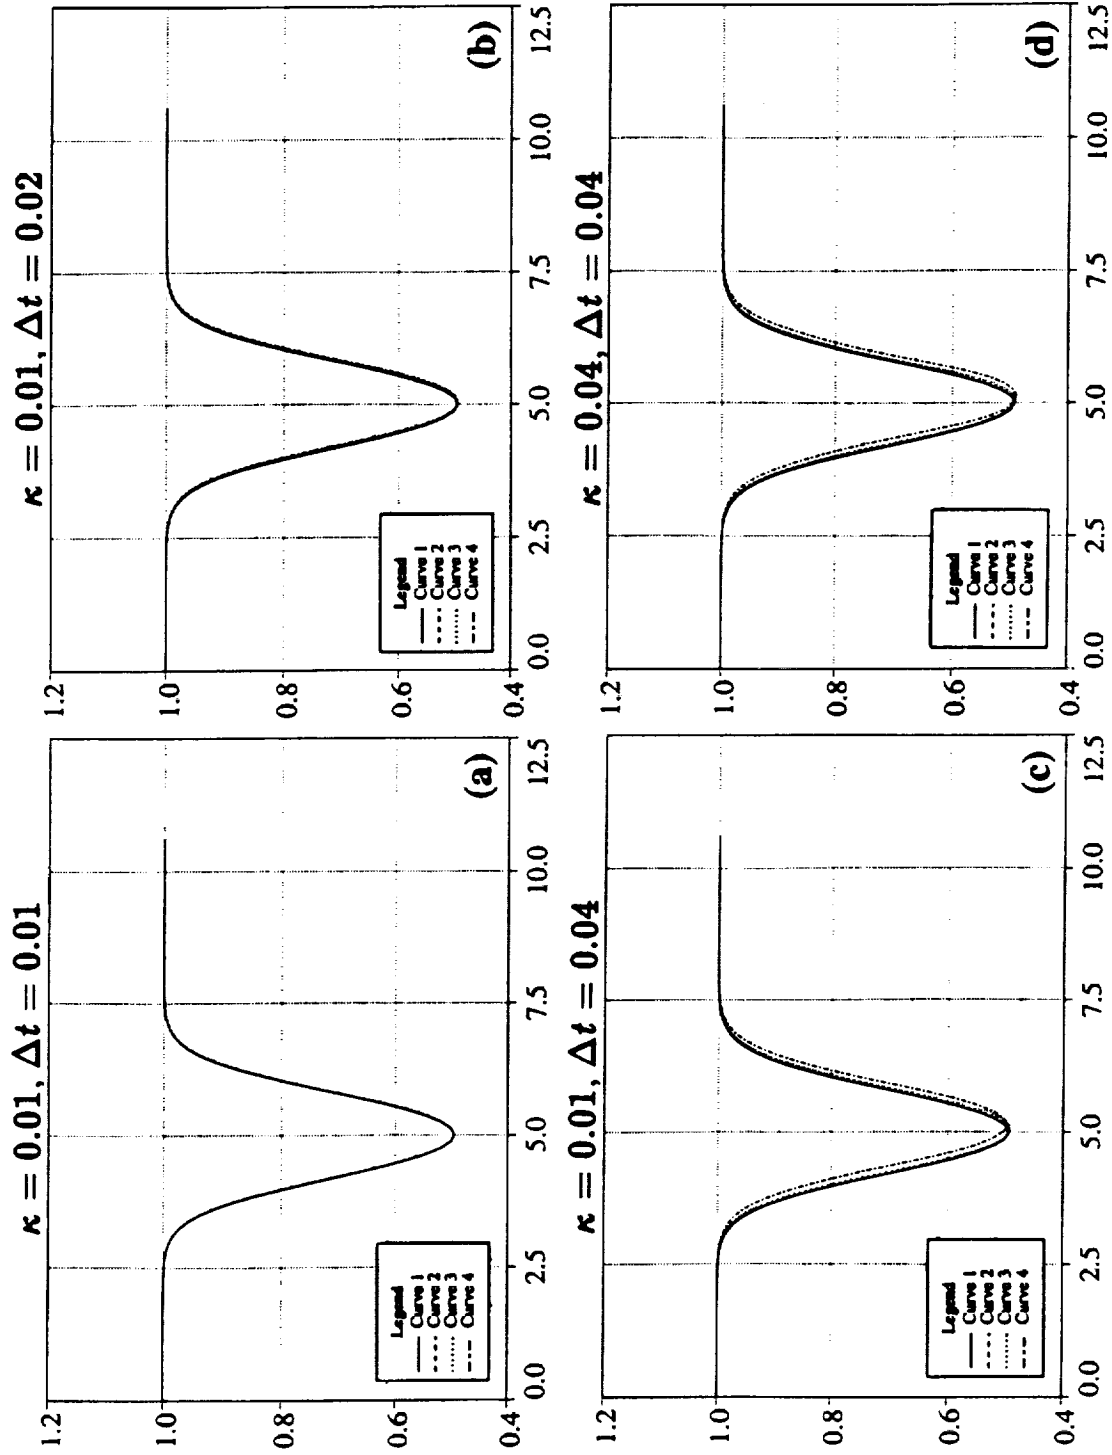 κ = 0.01, Δt = 0.01
1.2
1.0
0.8
0.6
0.4
Legend
Curve 1
Curve 2
Curve 3
Curve 4
(a)
0.0 2.5 5.0 7.5 10.0 12.5
κ = 0.01, Δt = 0.02
1.2
1.0
0.8
0.6
0.4
Legend
Curve 1
Curve 2
Curve 3
Curve 4
(b)
0.0 2.5 5.0 7.5 10.0 12.5
κ = 0.01, Δt = 0.04
1.2
1.0
0.8
0.6
0.4
Legend
Curve 1
Curve 2
Curve 3
Curve 4
(c)
0.0 2.5 5.0 7.5 10.0 12.5
κ = 0.04, Δt = 0.04
1.2
1.0
0.8
0.6
0.4
Legend
Curve 1
Curve 2
Curve 3
Curve 4
(d)
0.0 2.5 5.0 7.5 10.0 12.5